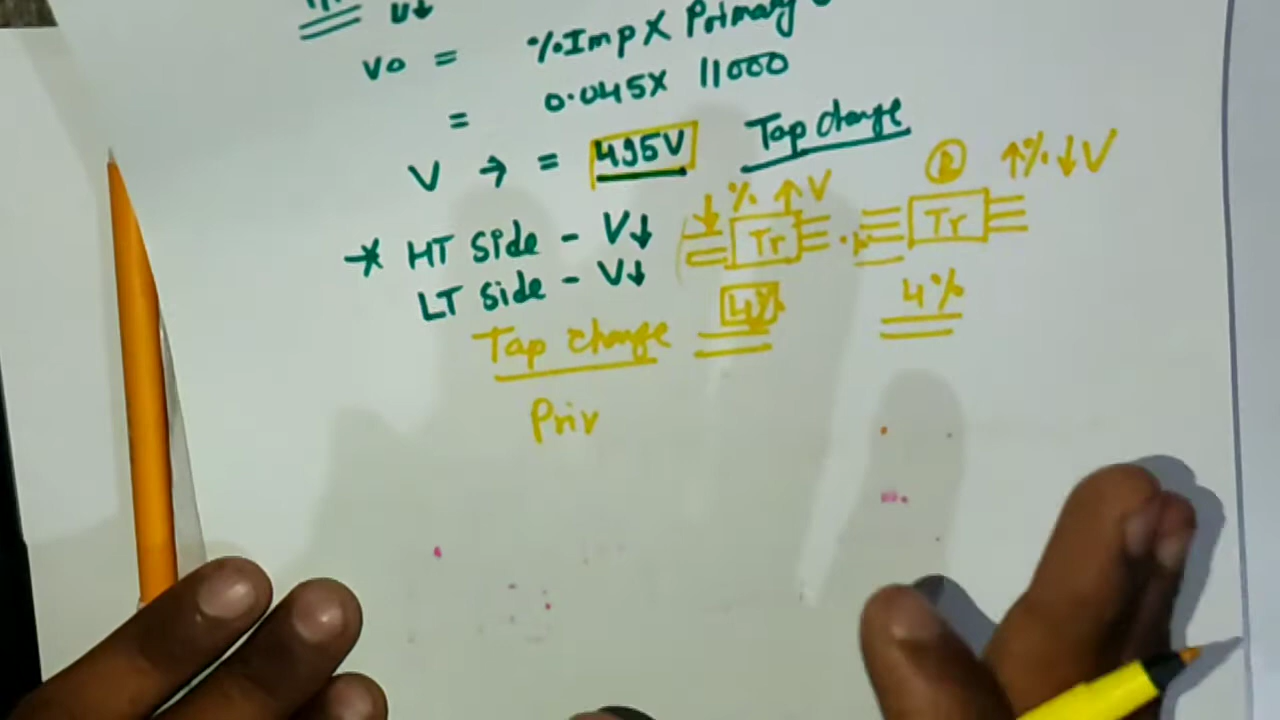 V↓
Vo = %Imp X Primary
= 0.045X 11000
V → = 495V Tap change
↓% ↑V 2 ↑% ↓V
* HT Side - V↓ Tr Tr
LT Side - V↓ 4% 4%
Tap change
Priv